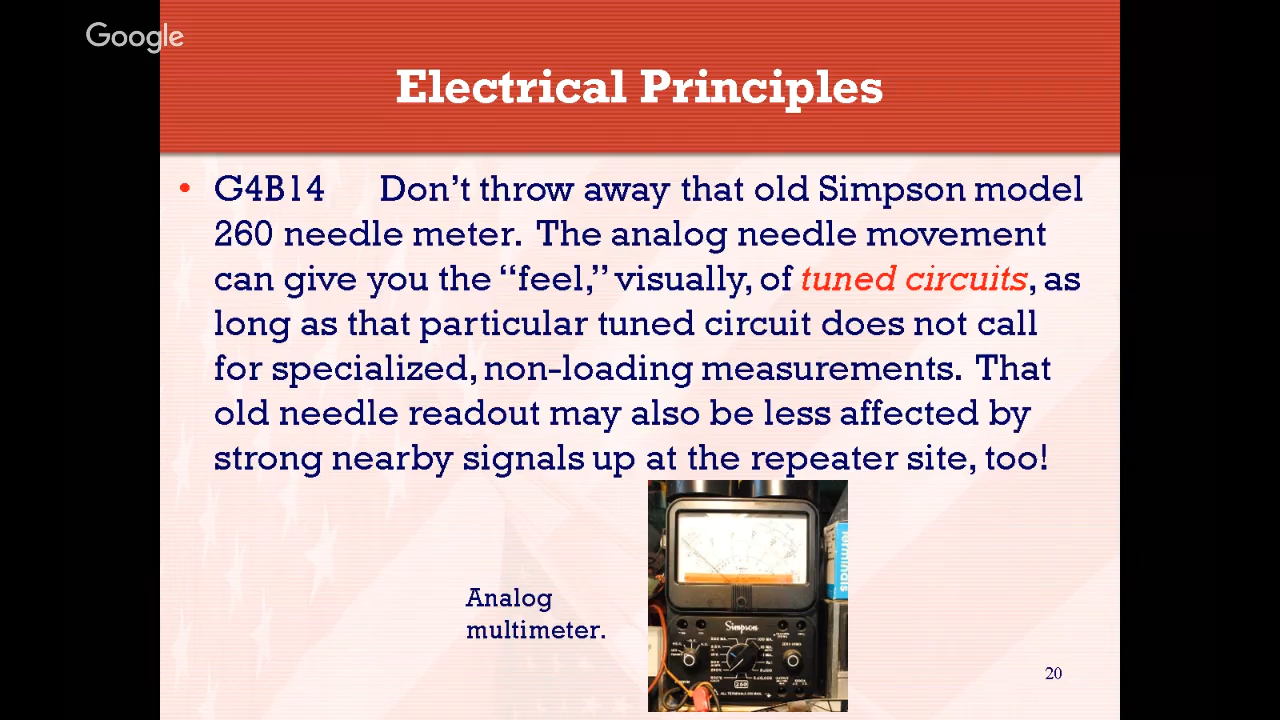 Google
Electrical Principles
• G4B14 Don’t throw away that old Simpson model
260 needle meter. The analog needle movement
can give you the “feel,” visually, of tuned circuits, as
long as that particular tuned circuit does not call
for specialized, non-loading measurements. That
old needle readout may also be less affected by
strong nearby signals up at the repeater site, too!
Analog
multimeter.
Simpson
260
20